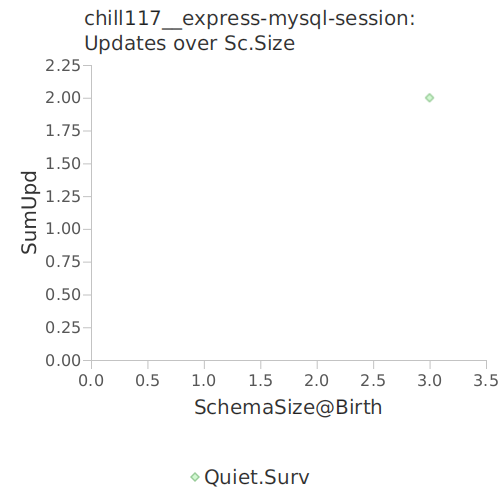 chill117__express-mysql-session:
Updates over Sc.Size
2.25
2.00
1.75
1.50
1.25
1.00
0.75
0.50
0.25
0.00
SumUpd
0.0 0.5 1.0 1.5 2.0 2.5 3.0 3.5
SchemaSize@Birth
Quiet.Surv